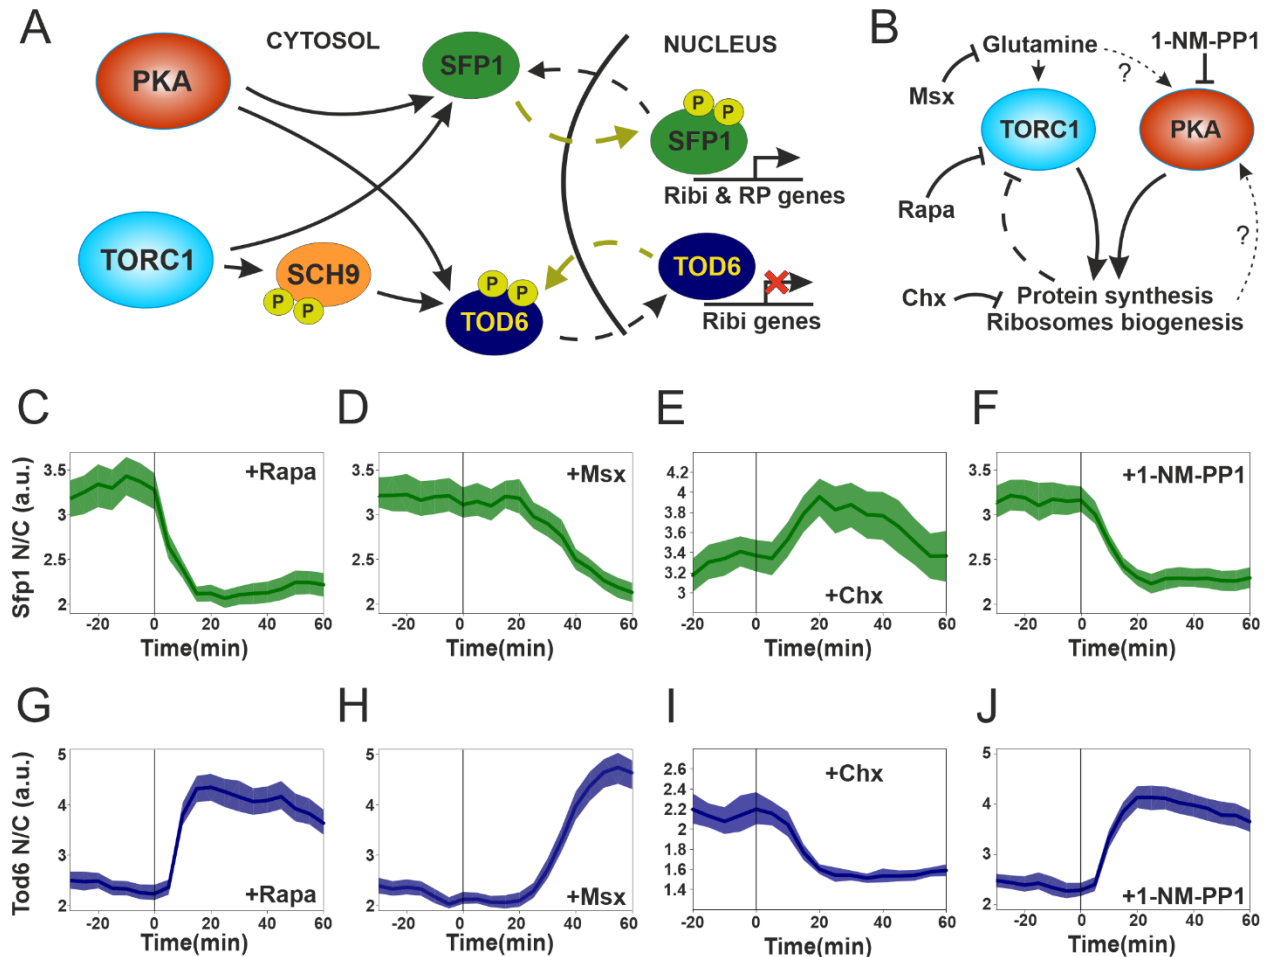 A
CYTOSOL
NUCLEUS
PKA
SFP1
P P
SFP1
Ribi & RP genes
TORC1
SCH9
P P
P P
TOD6
TOD6
Ribi genes
B
Glutamine
1-NM-PP1
?
Msx
TORC1
PKA
Rapa
?
Chx
Protein synthesis
Ribosomes biogenesis
C
Sfp1 N/C (a.u.)
3.5
3
2.5
2
+Rapa
-20 0 20 40 60
Time(min)
D
3.5
3
2.5
2
+Msx
-20 0 20 40 60
Time(min)
E
4.2
4
3.8
3.6
3.4
3.2
3
+Chx
-20 0 20 40 60
Time(min)
F
3.5
3
2.5
2
+1-NM-PP1
-20 0 20 40 60
Time(min)
G
Tod6 N/C (a.u.)
5
4
3
2
+Rapa
-20 0 20 40 60
Time(min)
H
5
4
3
2
+Msx
-20 0 20 40 60
Time(min)
I
2.6
2.4
2.2
2
1.8
1.6
1.4
+Chx
-20 0 20 40 60
Time(min)
J
5
4
3
2
+1-NM-PP1
-20 0 20 40 60
Time(min)